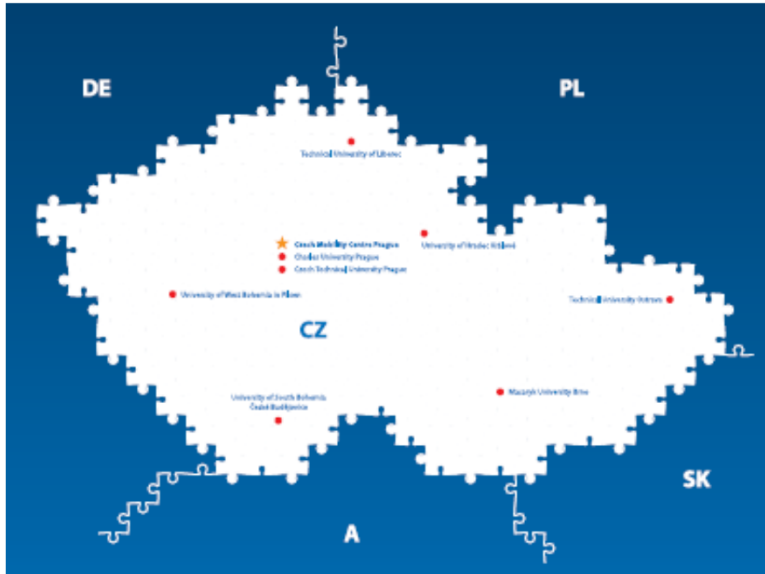 DE
PL
Technical University of Liberec
Czech Mobility Centre Prague
Charles University Prague
Czech Technical University Prague
University of Hradec Králové
University of West Bohemia in Pilsen
Technical University Ostrava
CZ
University of South Bohemia
České Budějovice
Masaryk University Brno
SK
A